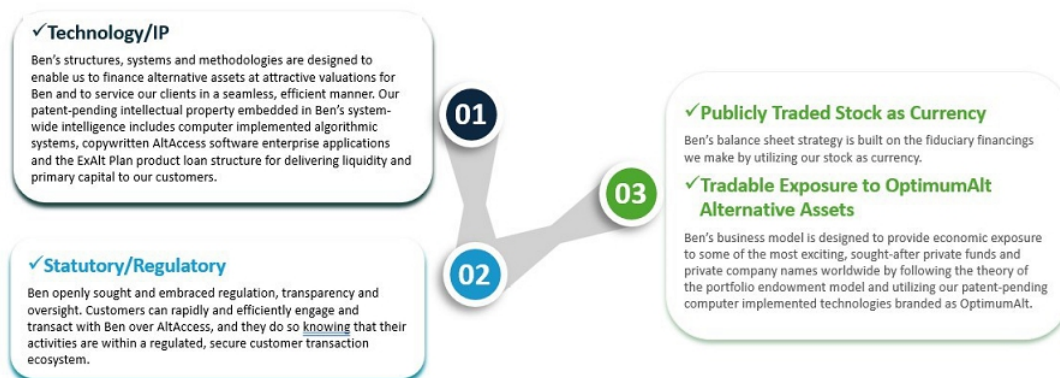 ✓Technology/IP
Ben’s structures, systems and methodologies are designed to
enable us to finance alternative assets at attractive valuations for
Ben and to service our clients in a seamless, efficient manner. Our
patent-pending intellectual property embedded in Ben’s system-
wide intelligence includes computer implemented algorithmic
systems, copywritten AltAccess software enterprise applications
and the ExAlt Plan product loan structure for delivering liquidity and
primary capital to our customers.
01
✓Statutory/Regulatory
Ben openly sought and embraced regulation, transparency and
oversight. Customers can rapidly and efficiently engage and
transact with Ben over AltAccess, and they do so knowing that their
activities are within a regulated, secure customer transaction
ecosystem.
02
03
✓Publicly Traded Stock as Currency
Ben’s balance sheet strategy is built on the fiduciary financings
we make by utilizing our stock as currency.
✓Tradable Exposure to OptimumAlt
Alternative Assets
Ben’s business model is designed to provide economic exposure
to some of the most exciting, sought-after private funds and
private company names worldwide by following the theory of
the portfolio endowment model and utilizing our patent-pending
computer implemented technologies branded as OptimumAlt.